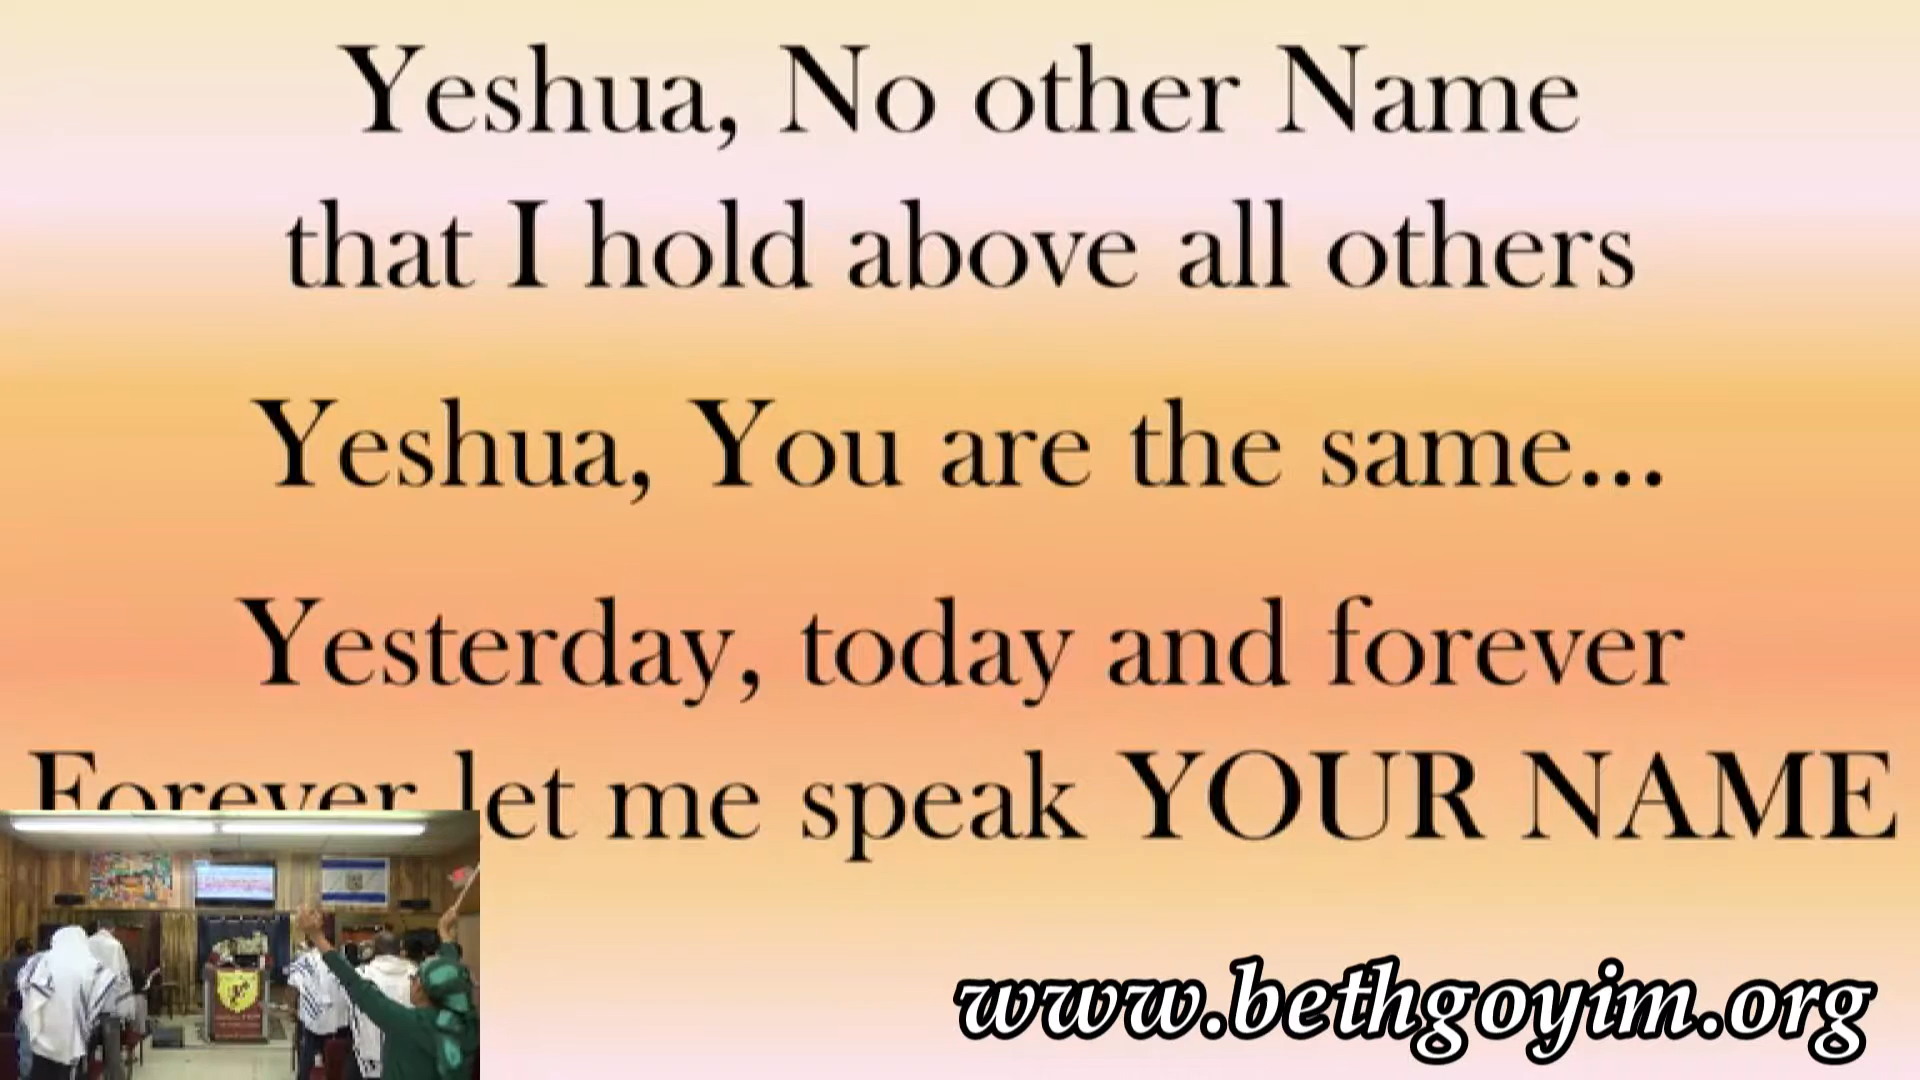 Yeshua, No other Name
that I hold above all others
Yeshua, You are the same...
Yesterday, today and forever
Forever let me speak YOUR NAME
www.bethgoyim.org